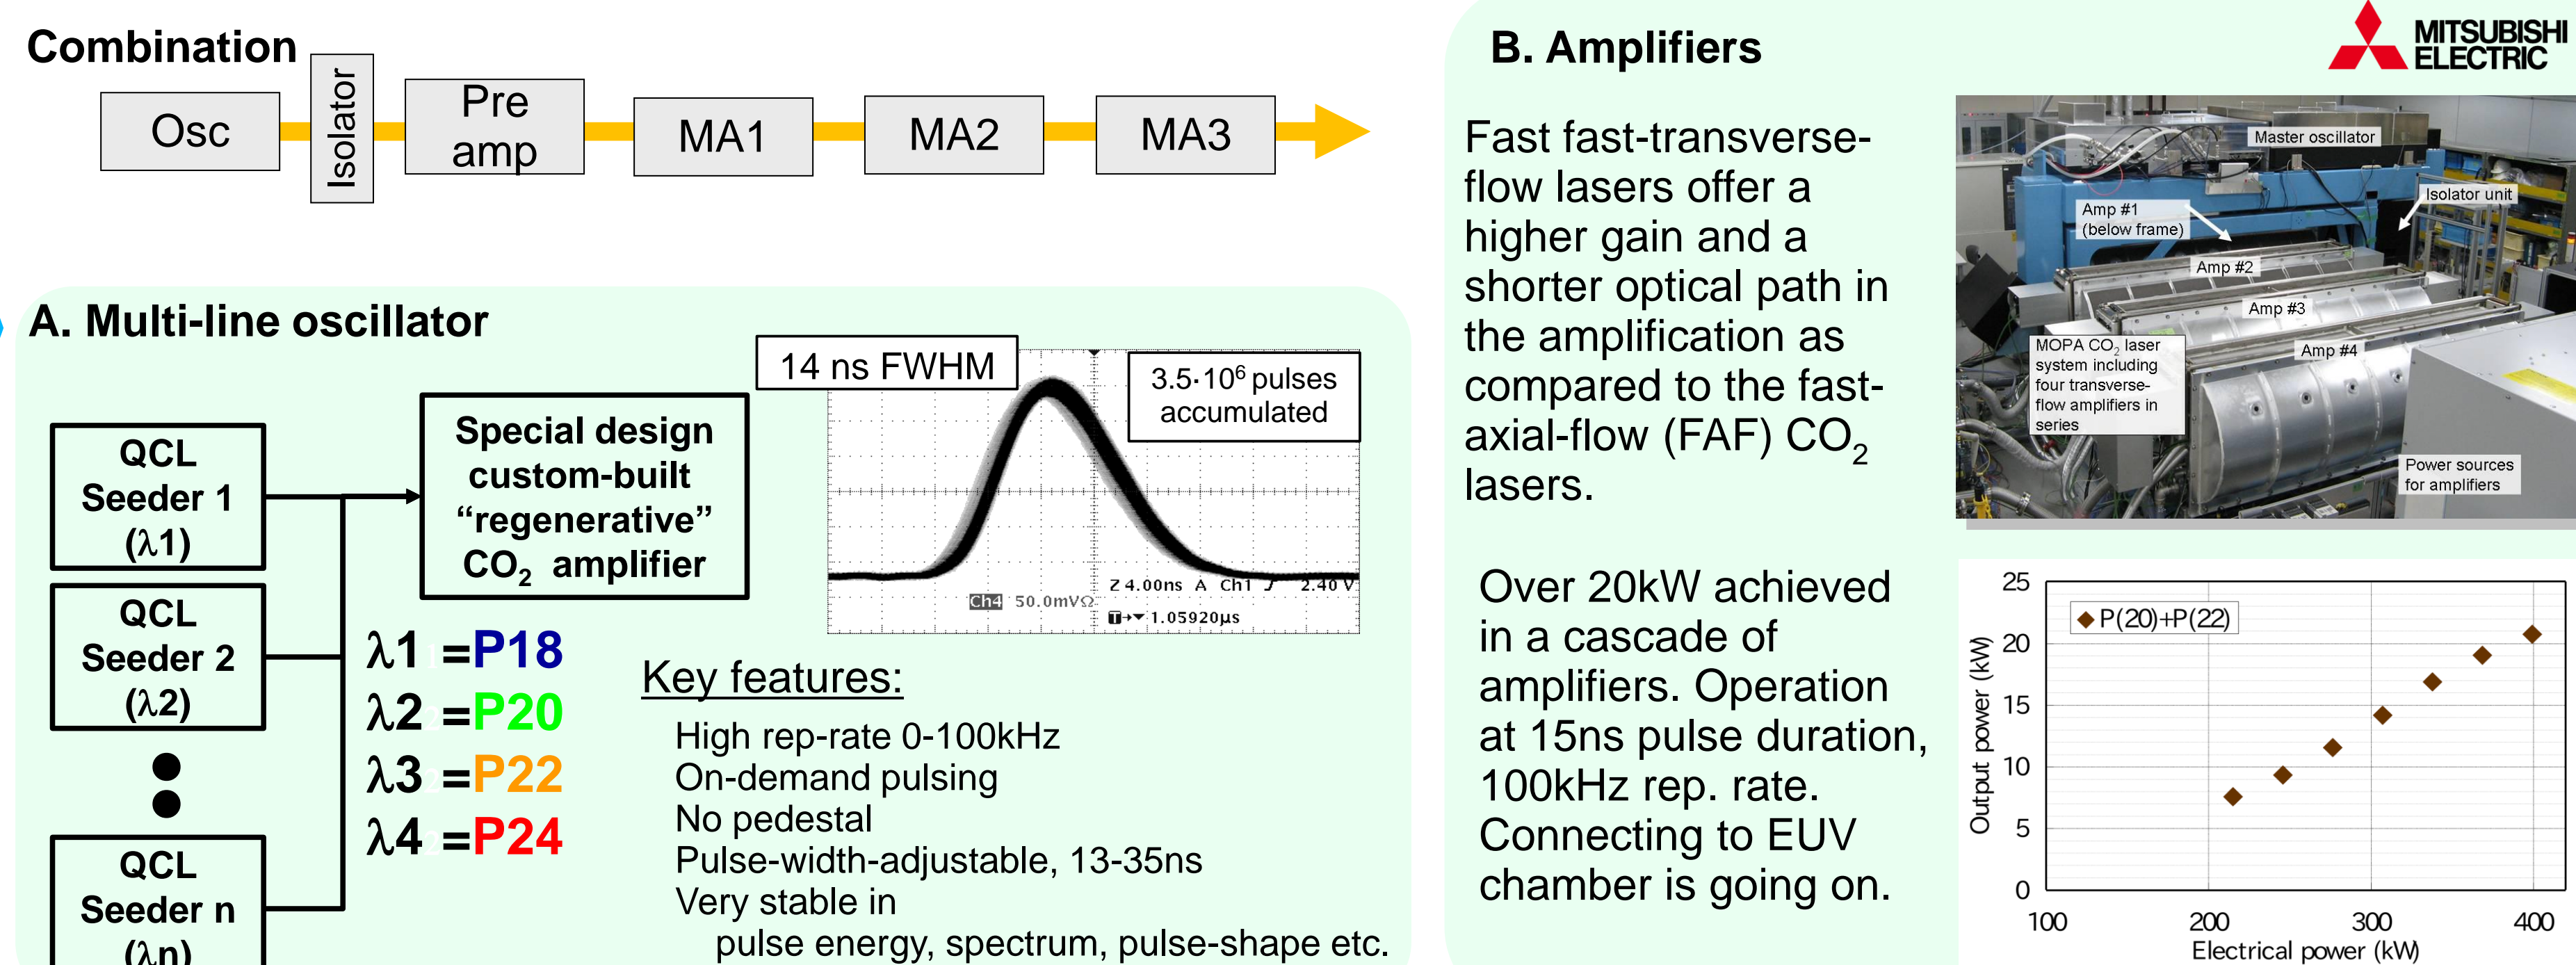 Combination
Osc
Isolator
Pre
amp
MA1
MA2
MA3
A. Multi-line oscillator
QCL
Seeder 1
(λ1)
QCL
Seeder 2
(λ2)
QCL
Seeder n
(λn)
Special design
custom-built
“regenerative”
CO₂ amplifier
λ1 =P18
λ2 =P20
λ3 =P22
λ4 =P24
14 ns FWHM
3.5·10⁶ pulses
accumulated
Z 4.00ns A Ch1 ƒ 2.40 V
Ch4 50.0mVΩ
T→▼ 1.05920µs
Key features:
High rep-rate 0-100kHz
On-demand pulsing
No pedestal
Pulse-width-adjustable, 13-35ns
Very stable in
pulse energy, spectrum, pulse-shape etc.
B. Amplifiers
MITSUBISHI
ELECTRIC
Fast fast-transverse-
flow lasers offer a
higher gain and a
shorter optical path in
the amplification as
compared to the fast-
axial-flow (FAF) CO₂
lasers.
Over 20kW achieved
in a cascade of
amplifiers. Operation
at 15ns pulse duration,
100kHz rep. rate.
Connecting to EUV
chamber is going on.
Master oscillator
Isolator unit
Amp #1
(below frame)
Amp #2
Amp #3
Amp #4
MOPA CO₂ laser
system including
four transverse-
flow amplifiers in
series
Power sources
for amplifiers
P(20)+P(22)
Output power (kW)
25
20
15
10
5
0
100 200 300 400
Electrical power (kW)